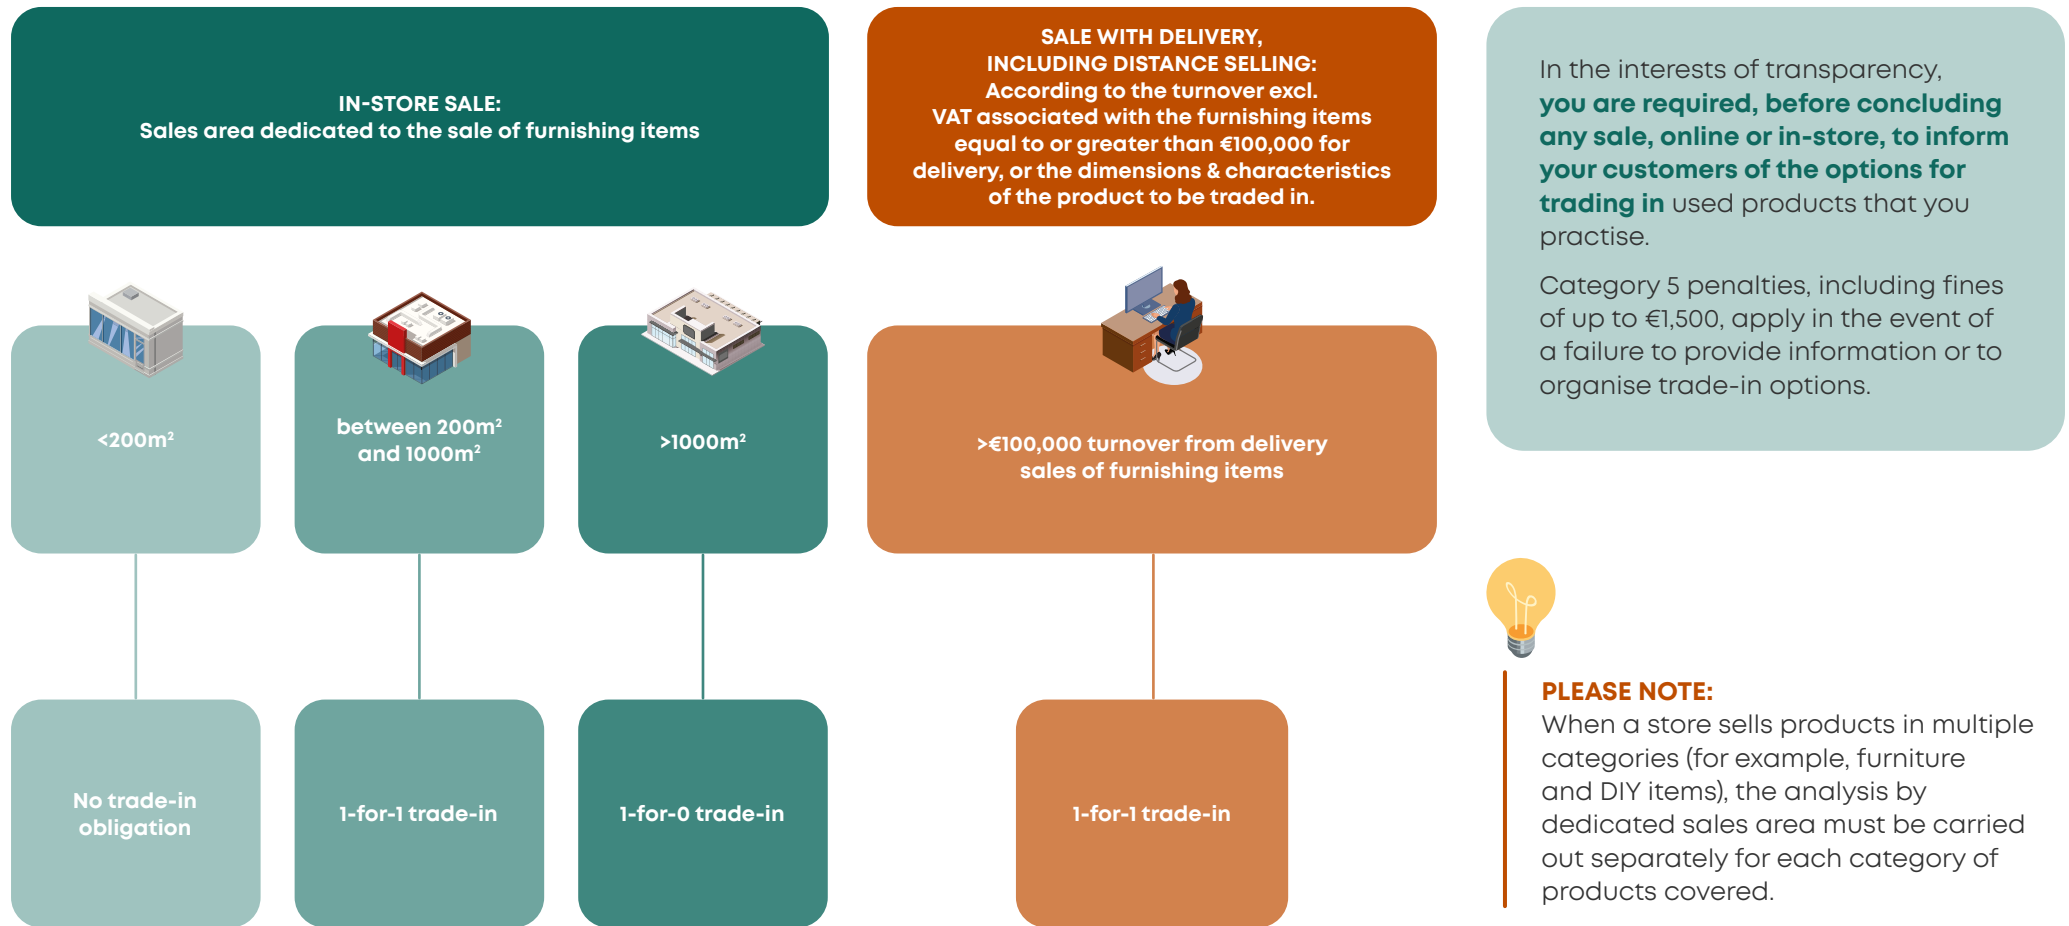 IN-STORE SALE:
Sales area dedicated to the sale of furnishing items
SALE WITH DELIVERY,
INCLUDING DISTANCE SELLING:
According to the turnover excl.
VAT associated with the furnishing items
equal to or greater than €100,000 for
delivery, or the dimensions & characteristics
of the product to be traded in.
<200m²
between 200m²
and 1000m²
>1000m²
>€100,000 turnover from delivery
sales of furnishing items
No trade-in
obligation
1-for-1 trade-in
1-for-0 trade-in
1-for-1 trade-in
In the interests of transparency,
you are required, before concluding
any sale, online or in-store, to inform
your customers of the options for
trading in used products that you
practise.
Category 5 penalties, including fines
of up to €1,500, apply in the event of
a failure to provide information or to
organise trade-in options.
PLEASE NOTE:
When a store sells products in multiple
categories (for example, furniture
and DIY items), the analysis by
dedicated sales area must be carried
out separately for each category of
products covered.